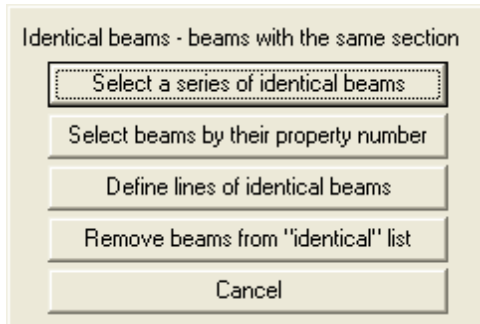 Identical beams - beams with the same section
Select a series of identical beams
Select beams by their property number
Define lines of identical beams
Remove beams from "identical" list
Cancel